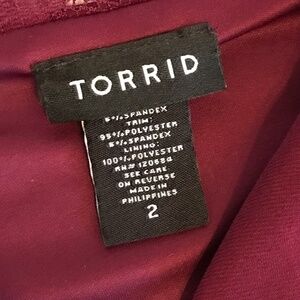 TORRID
5% SPANDEX
TRIM:
95% POLYESTER
5% SPANDEX
LINING:
100% POLYESTER
RN# 120684
SEE CARE
ON REVERSE
MADE IN
PHILIPPINES
2